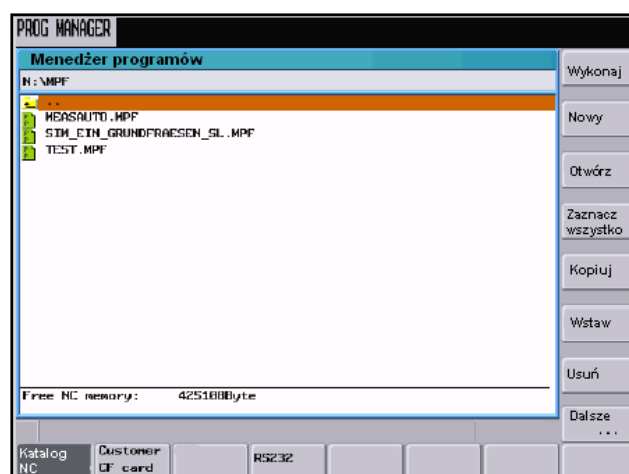 PROG MANAGER
Menedżer programów
N:\MPF
..
MEASAUTO.MPF
SIM_EIN_GRUNDFRAESEN_SL.MPF
TEST.MPF
Free NC memory: 425108Byte
Wykonaj
Nowy
Otwórz
Zaznacz
wszystko
Kopiuj
Wstaw
Usuń
Dalsze
...
Katalog
NC
Customer
CF card
RS232